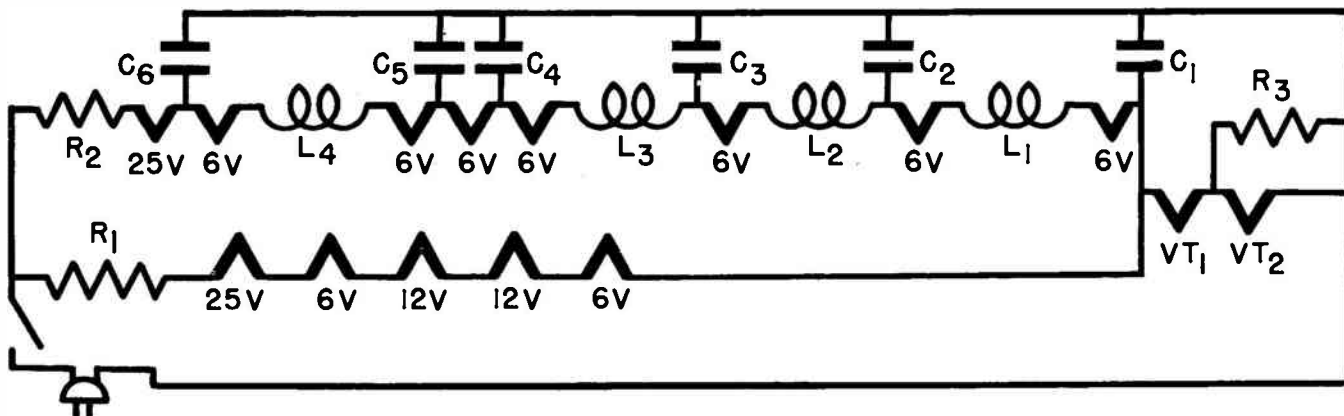 C6 C5 C4 C3 C2 C1
R3
R2 25V 6V L4 6V 6V 6V L3 6V L2 6V L1 6V
R1
VT1 VT2
25V 6V 12V 12V 6V